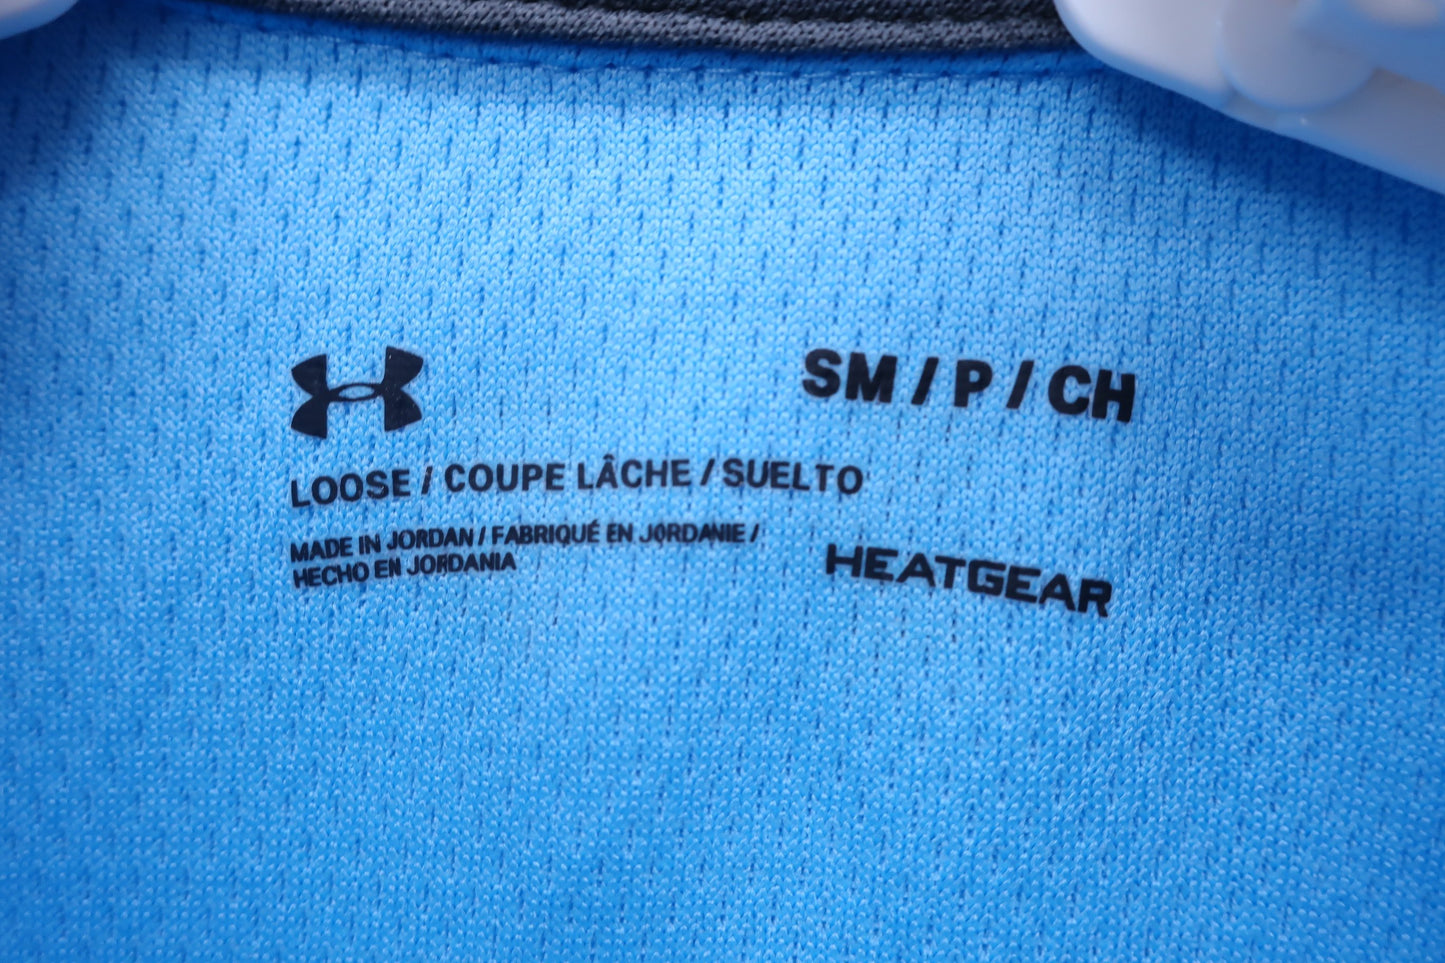 SM / P / CH
LOOSE / COUPE LÂCHE / SUELTO
MADE IN JORDAN / FABRIQUÉ EN JORDANIE /
HECHO EN JORDANIA
HEATGEAR